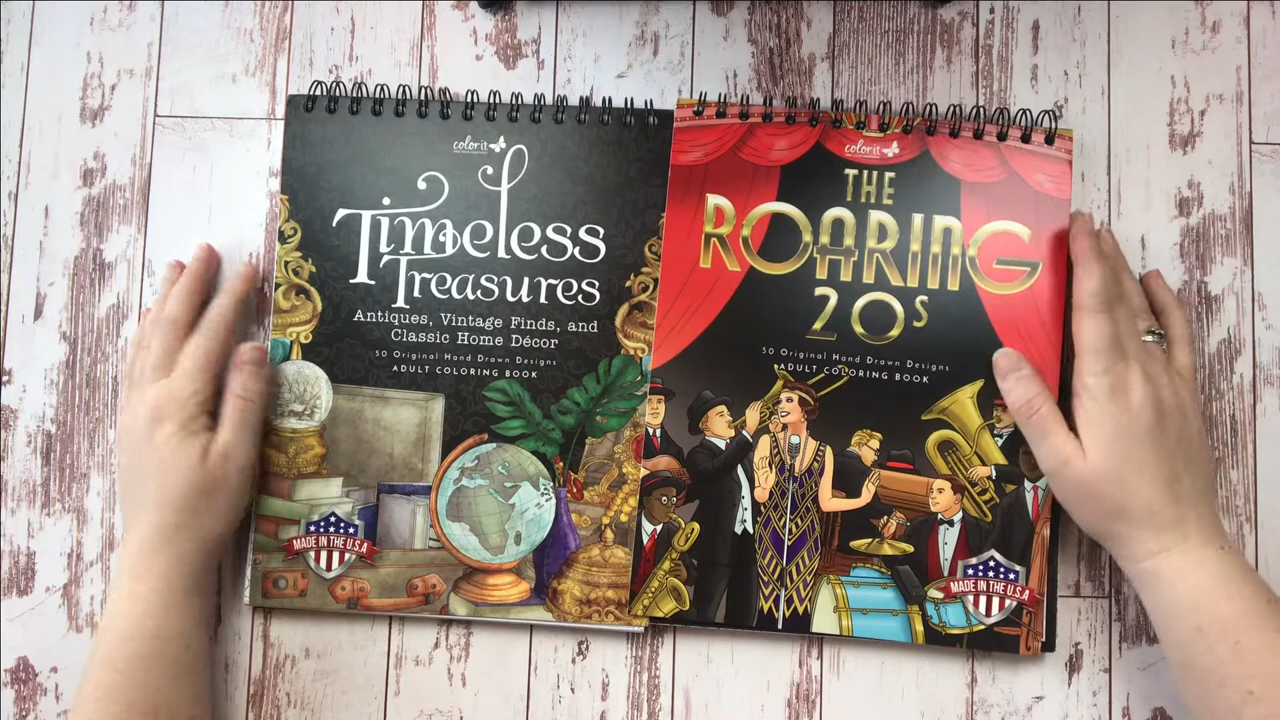 colorit
Timeless
Treasures
Antiques, Vintage Finds, and
Classic Home Décor
50 Original Hand Drawn Designs
ADULT COLORING BOOK
MADE IN THE U.S.A
colorit
THE
ROARING
20s
50 Original Hand Drawn Designs
ADULT COLORING BOOK
MADE IN THE U.S.A